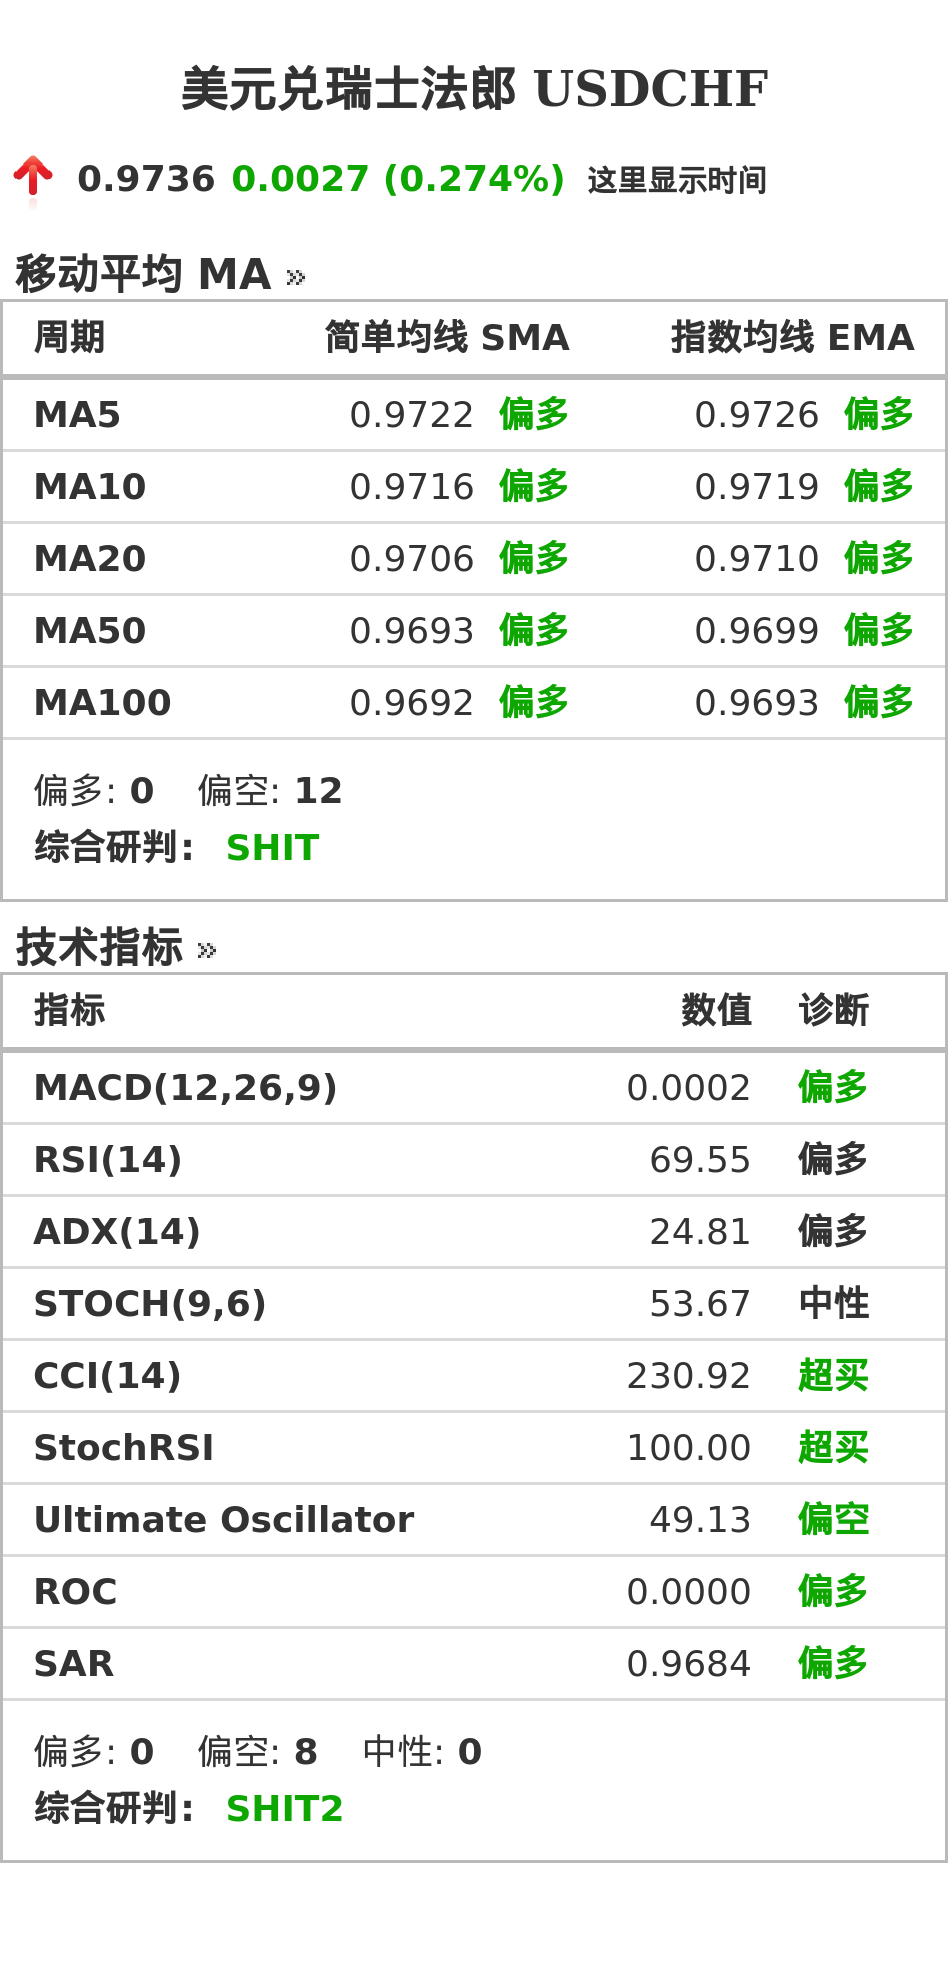 美元兑瑞士法郎 USDCHF
0.9736 0.0027 (0.274%) 这里显示时间
移动平均 MA »
周期 简单均线 SMA 指数均线 EMA
MA5 0.9722 偏多 0.9726 偏多
MA10 0.9716 偏多 0.9719 偏多
MA20 0.9706 偏多 0.9710 偏多
MA50 0.9693 偏多 0.9699 偏多
MA100 0.9692 偏多 0.9693 偏多
偏多: 0 偏空: 12
综合研判: SHIT
技术指标 »
指标 数值 诊断
MACD(12,26,9) 0.0002 偏多
RSI(14) 69.55 偏多
ADX(14) 24.81 偏多
STOCH(9,6) 53.67 中性
CCI(14) 230.92 超买
StochRSI 100.00 超买
Ultimate Oscillator 49.13 偏空
ROC 0.0000 偏多
SAR 0.9684 偏多
偏多: 0 偏空: 8 中性: 0
综合研判: SHIT2